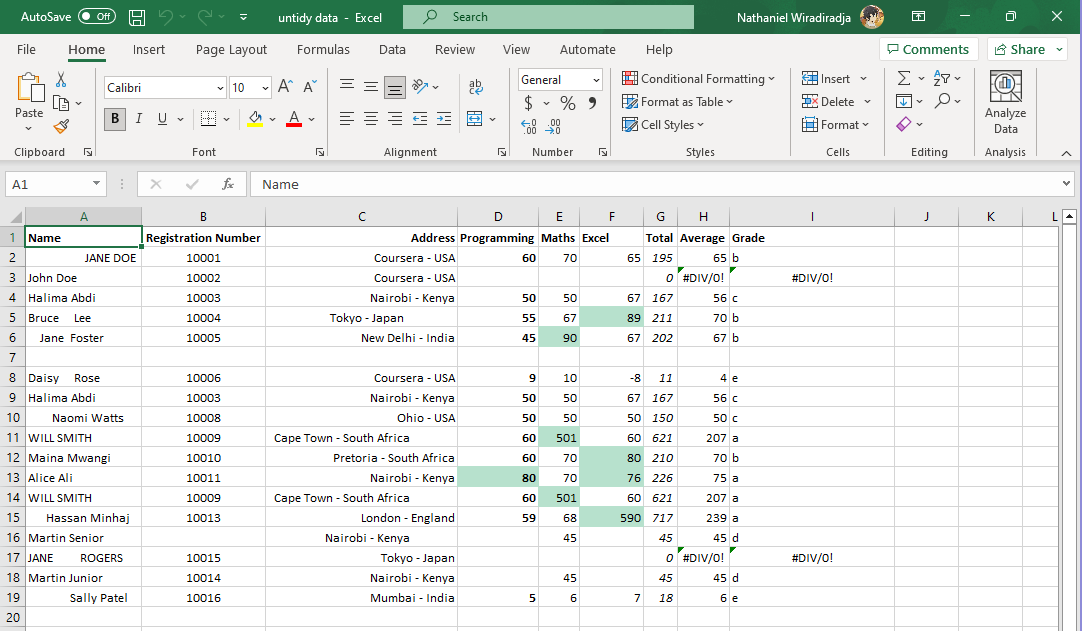 AutoSave Off untidy data - Excel Search Nathaniel Wiradiradja
File Home Insert Page Layout Formulas Data Review View Automate Help Comments Share
Paste Calibri 10 A^ A˅ ab General Conditional Formatting Insert Σ
B I U A $ % 9 Format as Table Delete
.00 .00 Cell Styles Format Analyze Data
Clipboard Font Alignment Number Styles Cells Editing Analysis
A1 fx Name
A B C D E F G H I J K L
1 Name Registration Number Address Programming Maths Excel Total Average Grade
2 JANE DOE 10001 Coursera - USA 60 70 65 195 65 b
3 John Doe 10002 Coursera - USA 0 #DIV/0! #DIV/0!
4 Halima Abdi 10003 Nairobi - Kenya 50 50 67 167 56 c
5 Bruce Lee 10004 Tokyo - Japan 55 67 89 211 70 b
6 Jane Foster 10005 New Delhi - India 45 90 67 202 67 b
7
8 Daisy Rose 10006 Coursera - USA 9 10 -8 11 4 e
9 Halima Abdi 10003 Nairobi - Kenya 50 50 67 167 56 c
10 Naomi Watts 10008 Ohio - USA 50 50 50 150 50 c
11 WILL SMITH 10009 Cape Town - South Africa 60 501 60 621 207 a
12 Maina Mwangi 10010 Pretoria - South Africa 60 70 80 210 70 b
13 Alice Ali 10011 Nairobi - Kenya 80 70 76 226 75 a
14 WILL SMITH 10009 Cape Town - South Africa 60 501 60 621 207 a
15 Hassan Minhaj 10013 London - England 59 68 590 717 239 a
16 Martin Senior Nairobi - Kenya 45 45 45 d
17 JANE ROGERS 10015 Tokyo - Japan 0 #DIV/0! #DIV/0!
18 Martin Junior 10014 Nairobi - Kenya 45 45 45 d
19 Sally Patel 10016 Mumbai - India 5 6 7 18 6 e
20